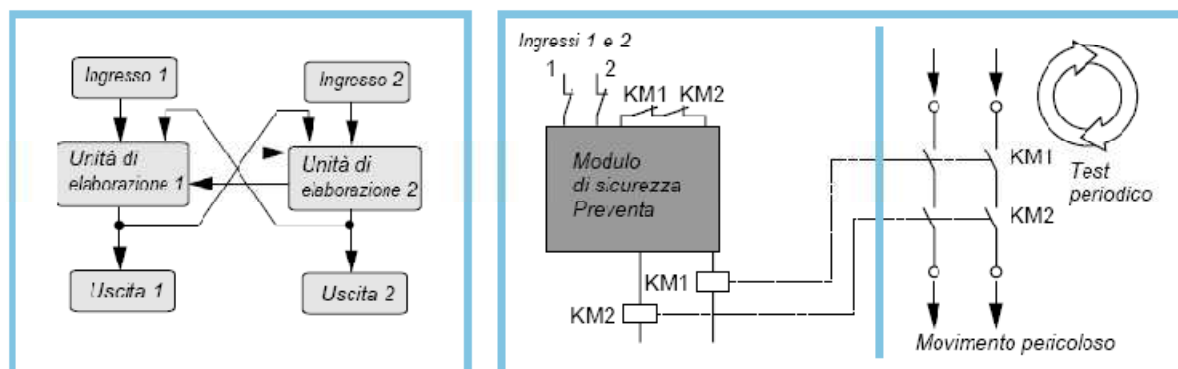 Ingresso 1
Ingresso 2
Unità di
elaborazione 1
Unità di
elaborazione 2
Uscita 1
Uscita 2
Ingressi 1 e 2
1
2
KM1
KM2
Modulo
di sicurezza
Preventa
KM1
KM2
KM1
KM2
Test
periodico
Movimento pericoloso